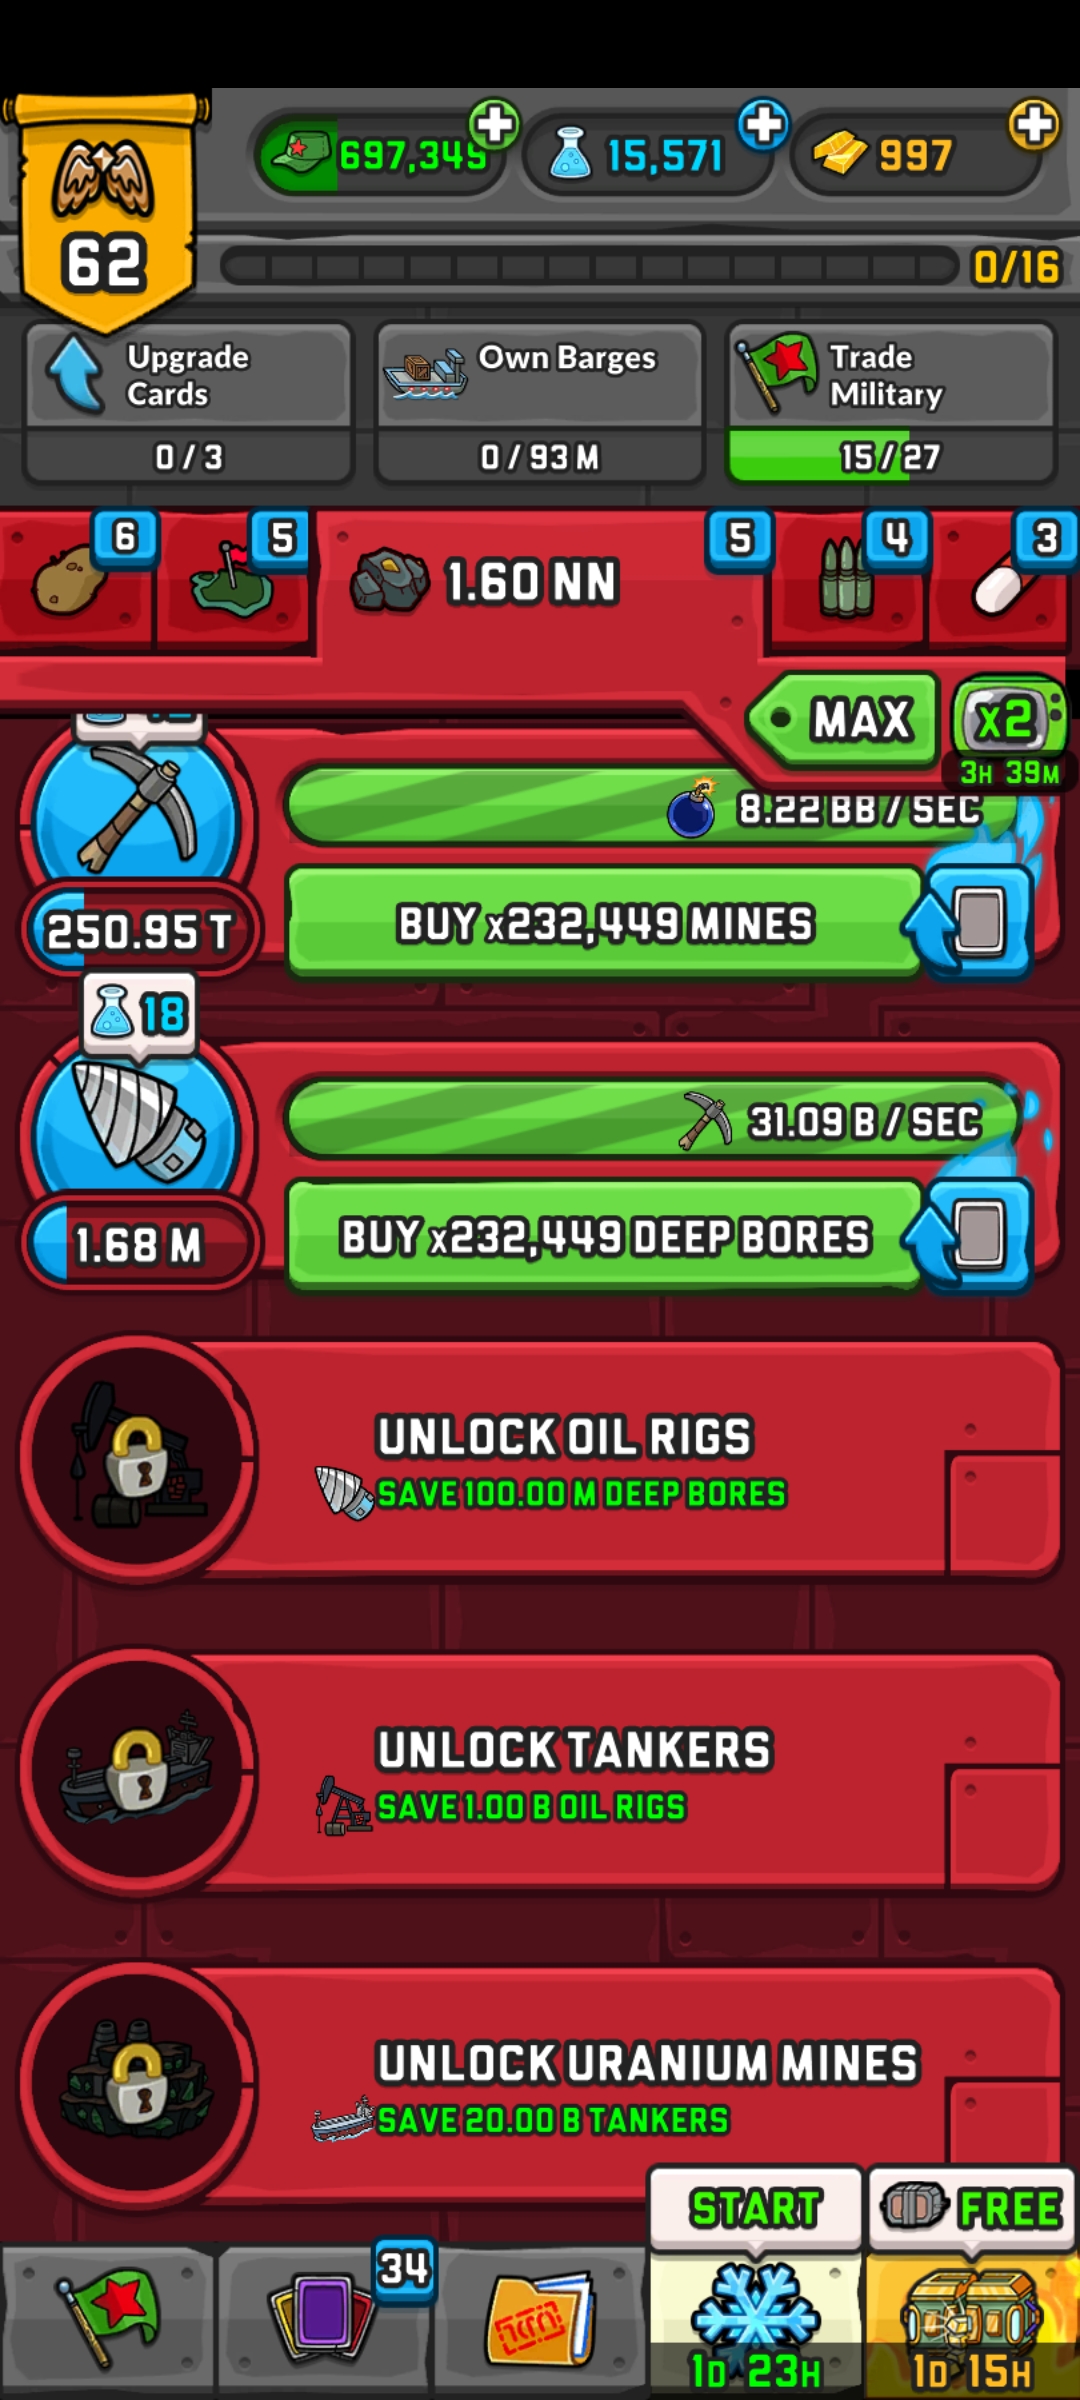 697,349
15,571
997
62
0/16
Upgrade
Cards
0 / 3
Own Barges
0 / 93 M
Trade
Military
15 / 27
6
5
1.60 NN
5
4
3
MAX
x2
3H 39M
8.22 BB / SEC
250.95 T
BUY x232,449 MINES
18
31.09 B / SEC
1.68 M
BUY x232,449 DEEP BORES
UNLOCK OIL RIGS
SAVE 100.00 M DEEP BORES
UNLOCK TANKERS
SAVE 1.00 B OIL RIGS
UNLOCK URANIUM MINES
SAVE 20.00 B TANKERS
START
FREE
34
1D 23H
1D 15H